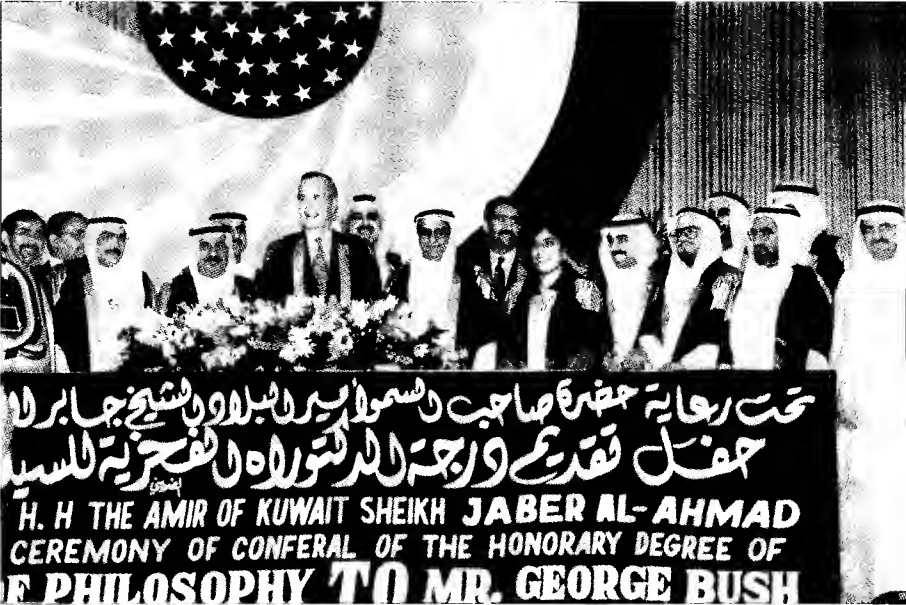 تحت رعاية حضرة صاحب السمو أمير البلاد الشيخ جابر ال
حفل تقديم درجة الدكتوراه الفخرية للسيد
H. H THE AMIR OF KUWAIT SHEIKH JABER AL-AHMAD
CEREMONY OF CONFERAL OF THE HONORARY DEGREE OF
F PHILOSOPHY TO MR. GEORGE BUSH